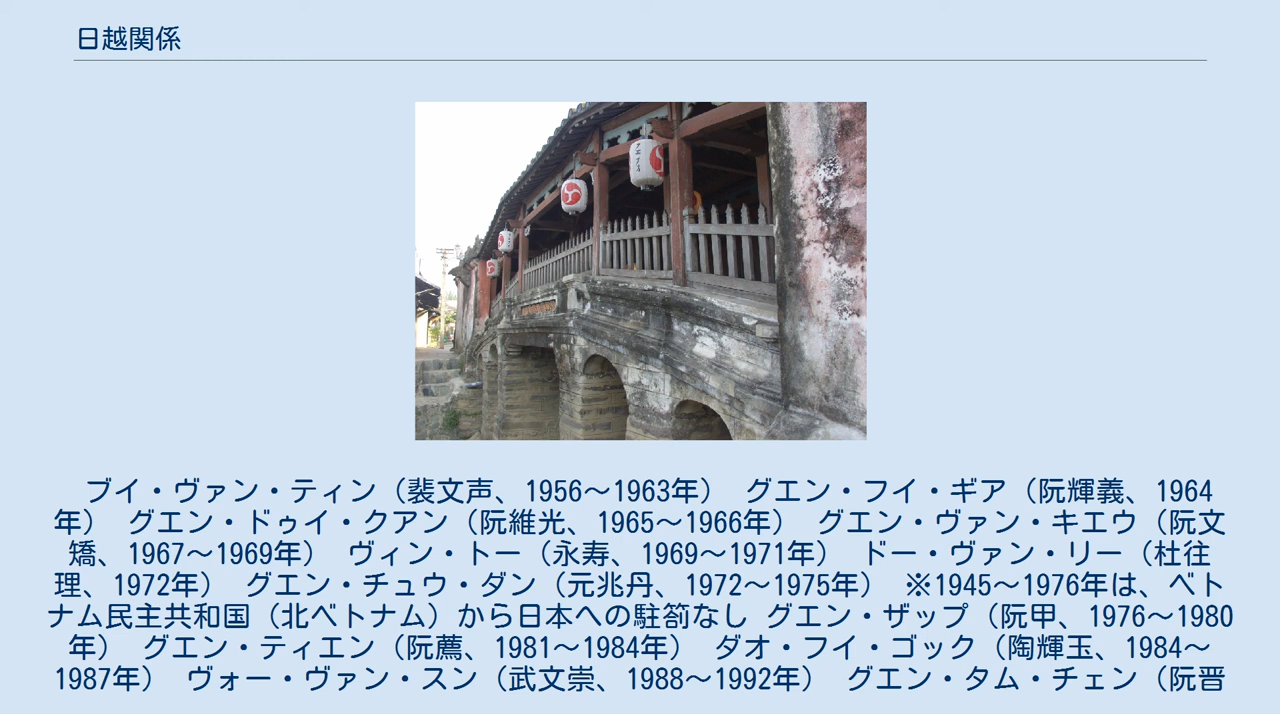 日越関係
ブイ・ヴァン・ティン（裴文声、1956～1963年） グエン・フイ・ギア（阮輝義、1964
年） グエン・ドゥイ・クアン（阮維光、1965～1966年） グエン・ヴァン・キエウ（阮文
矯、1967～1969年） ヴィン・トー（永寿、1969～1971年） ドー・ヴァン・リー（杜往
理、1972年） グエン・チュウ・ダン（元兆丹、1972～1975年） ※1945～1976年は、ベト
ナム民主共和国（北ベトナム）から日本への駐箚なし グエン・ザップ（阮甲、1976～1980
年） グエン・ティエン（阮薦、1981～1984年） ダオ・フイ・ゴック（陶輝玉、1984～
1987年） ヴォー・ヴァン・スン（武文崇、1988～1992年） グエン・タム・チェン（阮晋